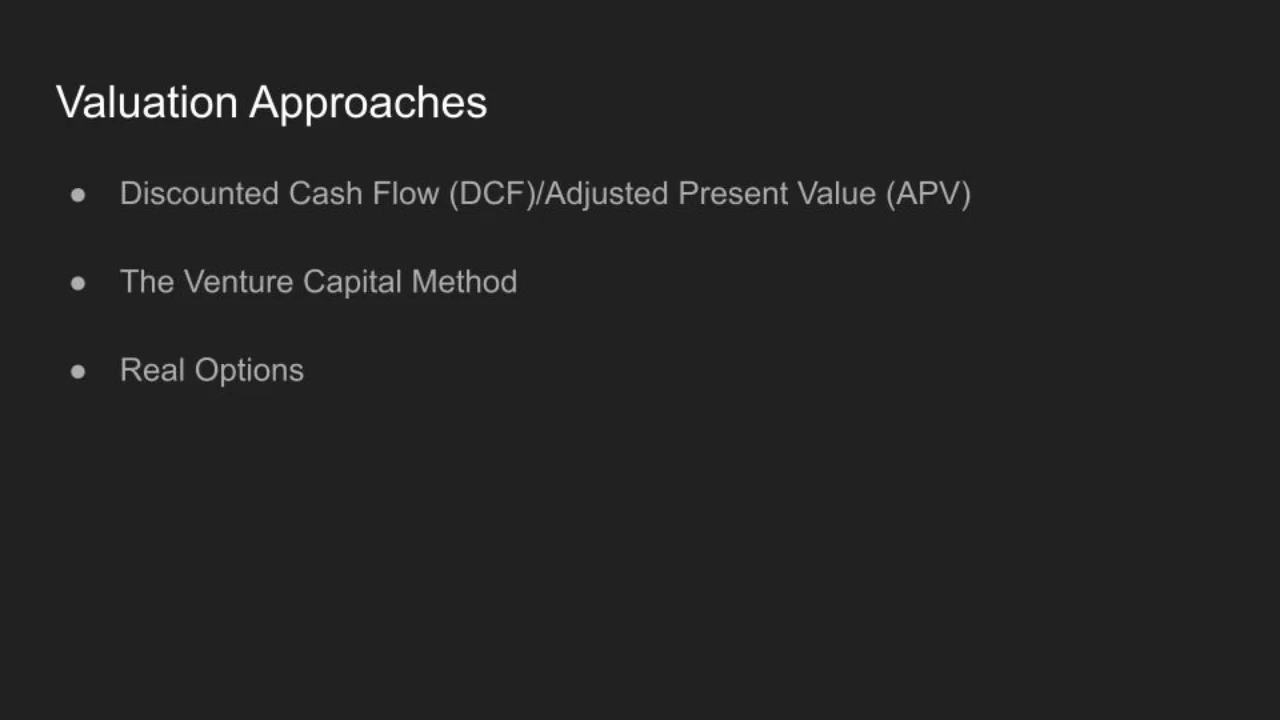 Valuation Approaches
● Discounted Cash Flow (DCF)/Adjusted Present Value (APV)
● The Venture Capital Method
● Real Options